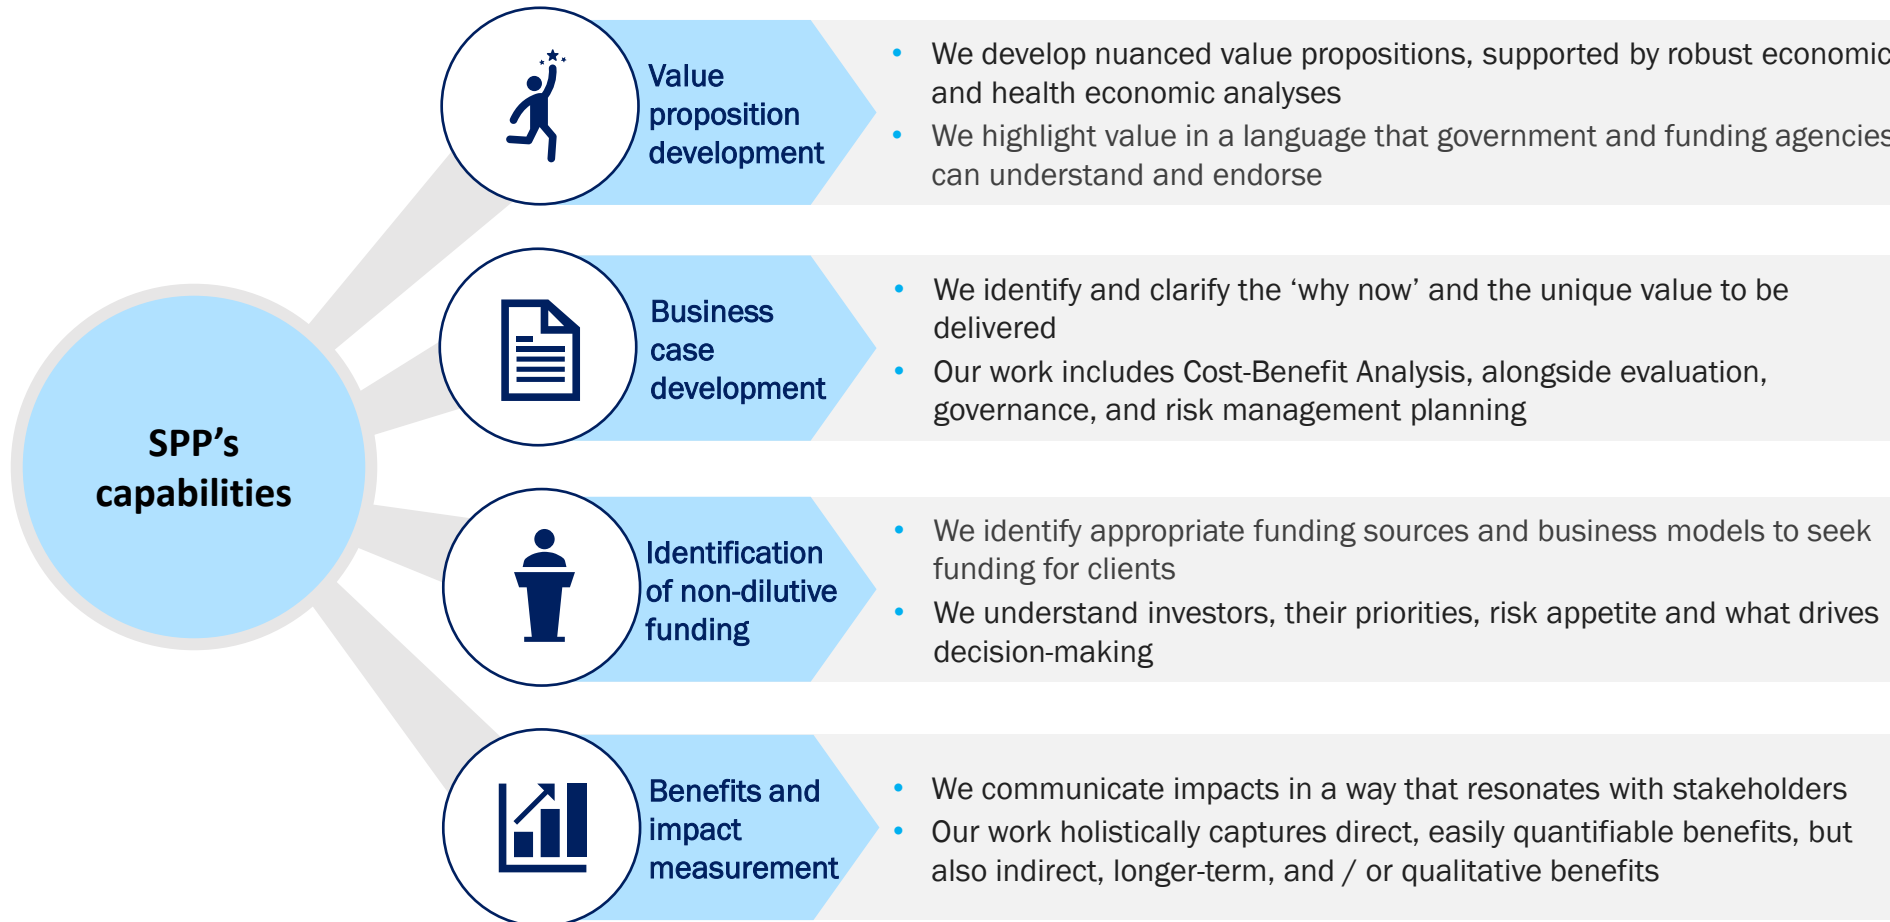 SPP's
capabilities
Value
proposition
development
• We develop nuanced value propositions, supported by robust economic
and health economic analyses
• We highlight value in a language that government and funding agencies
can understand and endorse
Business
case
development
• We identify and clarify the ‘why now’ and the unique value to be
delivered
• Our work includes Cost-Benefit Analysis, alongside evaluation,
governance, and risk management planning
Identification
of non-dilutive
funding
• We identify appropriate funding sources and business models to seek
funding for clients
• We understand investors, their priorities, risk appetite and what drives
decision-making
Benefits and
impact
measurement
• We communicate impacts in a way that resonates with stakeholders
• Our work holistically captures direct, easily quantifiable benefits, but
also indirect, longer-term, and / or qualitative benefits